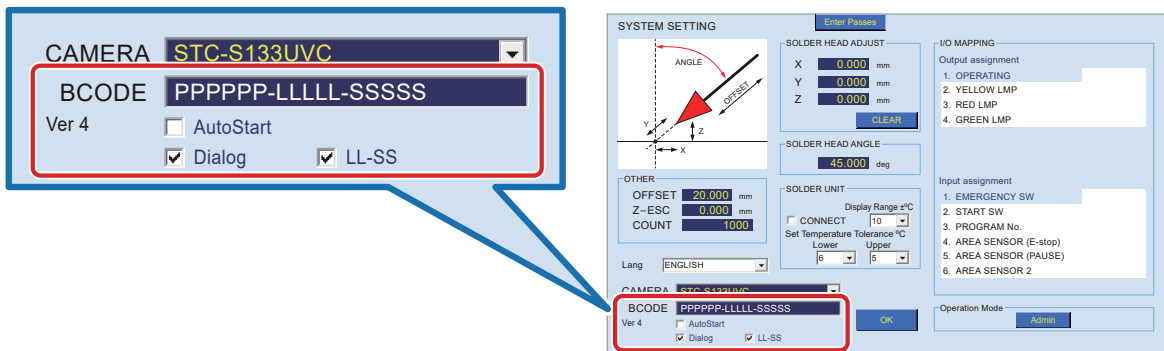 CAMERA STC-S133UVC
BCODE PPPPPP-LLLLL-SSSSS
Ver 4 AutoStart
Dialog LL-SS
SYSTEM SETTING
Enter Passes
ANGLE
OFFSET
Y
Z
X
SOLDER HEAD ADJUST
X 0.000 mm
Y 0.000 mm
Z 0.000 mm
CLEAR
SOLDER HEAD ANGLE
45.000 deg
OTHER
OFFSET 20.000 mm
Z–ESC 0.000 mm
COUNT 1000
SOLDER UNIT
Display Range ±ºC
CONNECT 10
Set Temperature Tolerance ºC
Lower Upper
6 5
Lang ENGLISH
CAMERA STC-S133UVC
BCODE PPPPPP-LLLLL-SSSSS
Ver 4 AutoStart
Dialog LL-SS
OK
I/O MAPPING
Output assignment
1. OPERATING
2. YELLOW LMP
3. RED LMP
4. GREEN LMP
Input assignment
1. EMERGENCY SW
2. START SW
3. PROGRAM No.
4. AREA SENSOR (E-stop)
5. AREA SENSOR (PAUSE)
6. AREA SENSOR 2
Operation Mode
Admin